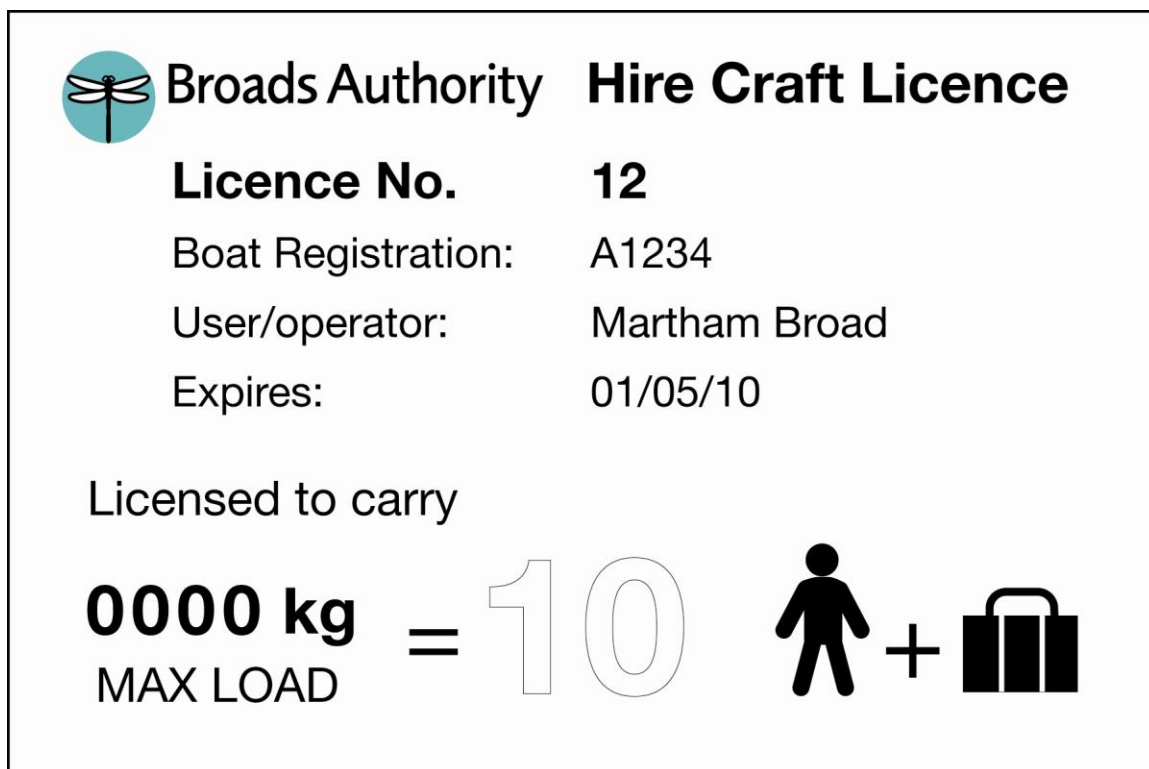 Broads Authority Hire Craft Licence
Licence No. 12
Boat Registration: A1234
User/operator: Martham Broad
Expires: 01/05/10
Licensed to carry
0000 kg = 10 +
MAX LOAD